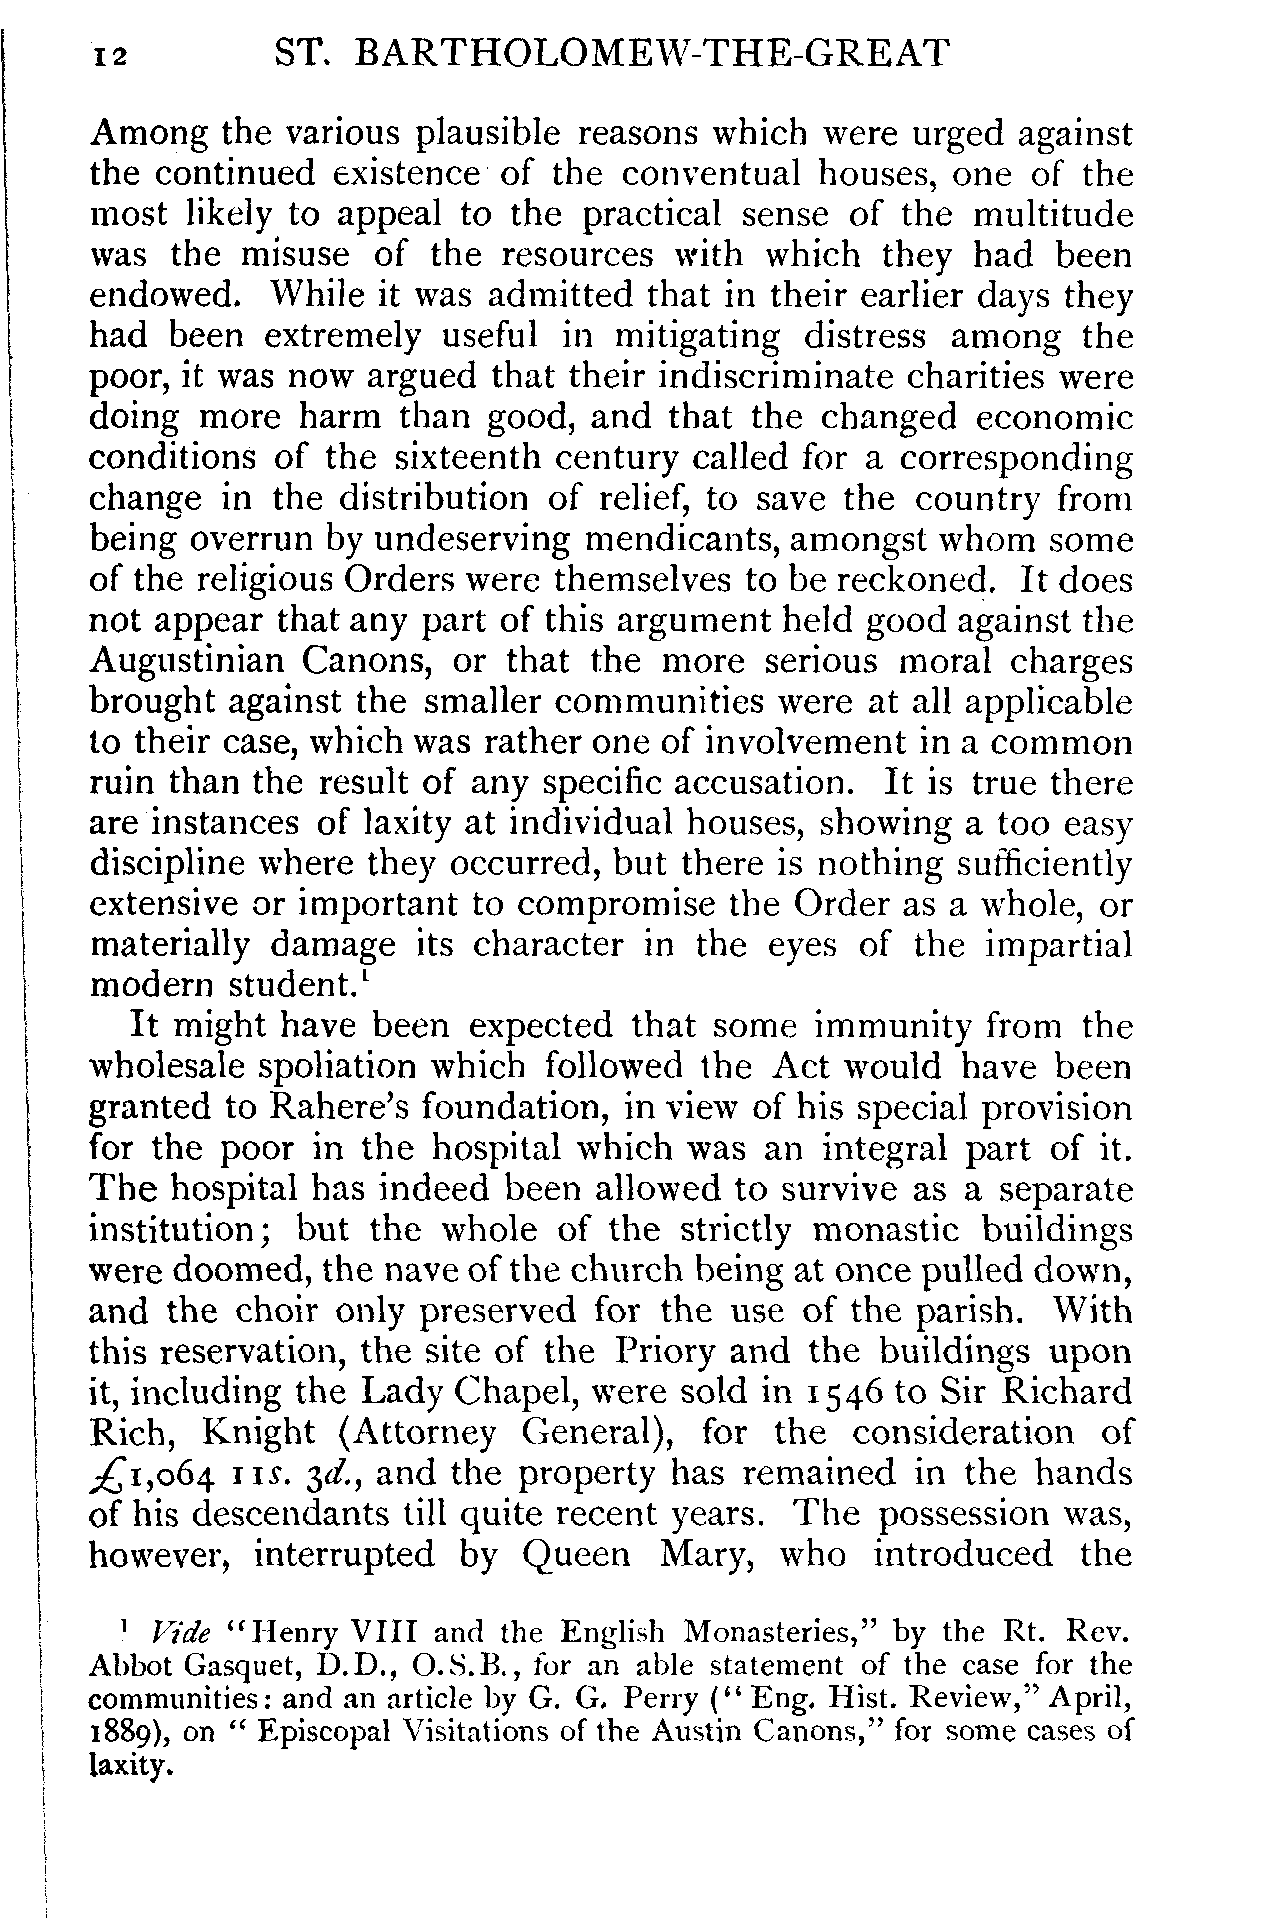 12 ST. BARTHOLOMEW-THE-GREAT
Among the various plausible reasons which were urged against
the continued existence of the conventual houses, one of the
most likely to appeal to the practical sense of the multitude
was the misuse of the resources with which they had been
endowed. While it was admitted that in their earlier days they
had been extremely useful in mitigating distress among the
poor, it was now argued that their indiscriminate charities were
doing more harm than good, and that the changed economic
conditions of the sixteenth century called for a corresponding
change in the distribution of relief, to save the country from
being overrun by undeserving mendicants, amongst whom some
of the religious Orders were themselves to be reckoned. It does
not appear that any part of this argument held good against the
Augustinian Canons, or that the more serious moral charges
brought against the smaller communities were at all applicable
to their case, which was rather one of involvement in a common
ruin than the result of any specific accusation. It is true there
are instances of laxity at individual houses, showing a too easy
discipline where they occurred, but there is nothing sufficiently
extensive or important to compromise the Order as a whole, or
materially damage its character in the eyes of the impartial
modern student.¹
It might have been expected that some immunity from the
wholesale spoliation which followed the Act would have been
granted to Rahere's foundation, in view of his special provision
for the poor in the hospital which was an integral part of it.
The hospital has indeed been allowed to survive as a separate
institution; but the whole of the strictly monastic buildings
were doomed, the nave of the church being at once pulled down,
and the choir only preserved for the use of the parish. With
this reservation, the site of the Priory and the buildings upon
it, including the Lady Chapel, were sold in 1546 to Sir Richard
Rich, Knight (Attorney General), for the consideration of
£1,064 11s. 3d., and the property has remained in the hands
of his descendants till quite recent years. The possession was,
however, interrupted by Queen Mary, who introduced the
¹ Vide "Henry VIII and the English Monasteries," by the Rt. Rev.
Abbot Gasquet, D.D., O.S.B., for an able statement of the case for the
communities: and an article by G. G. Perry ("Eng. Hist. Review," April,
1889), on "Episcopal Visitations of the Austin Canons," for some cases of
laxity.